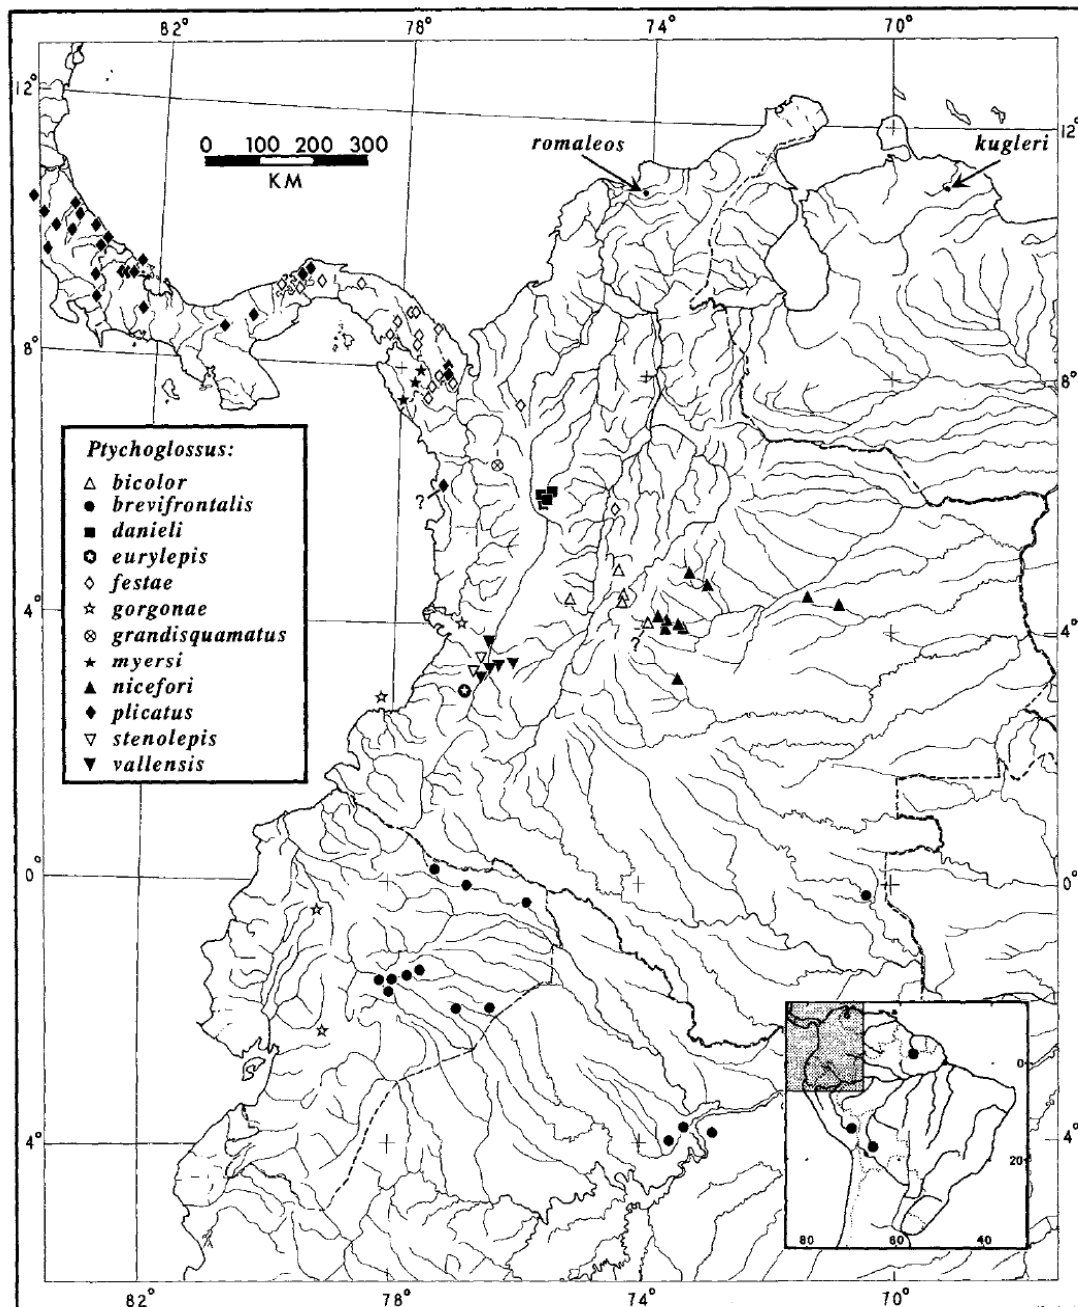 82° 78° 74° 70°
12°
12°
romaleos kugleri
0 100 200 300
KM
8°
8°
Ptychoglossus:
bicolor
brevifrontalis
danieli
eurylepis
festae
gorgonae
grandisquamatus
myersi
nicefori
plicatus
stenolepis
vallensis
?
4°
4°
?
0°
0°
0
20
80 60 40
4°
4°
82° 78° 74° 70°